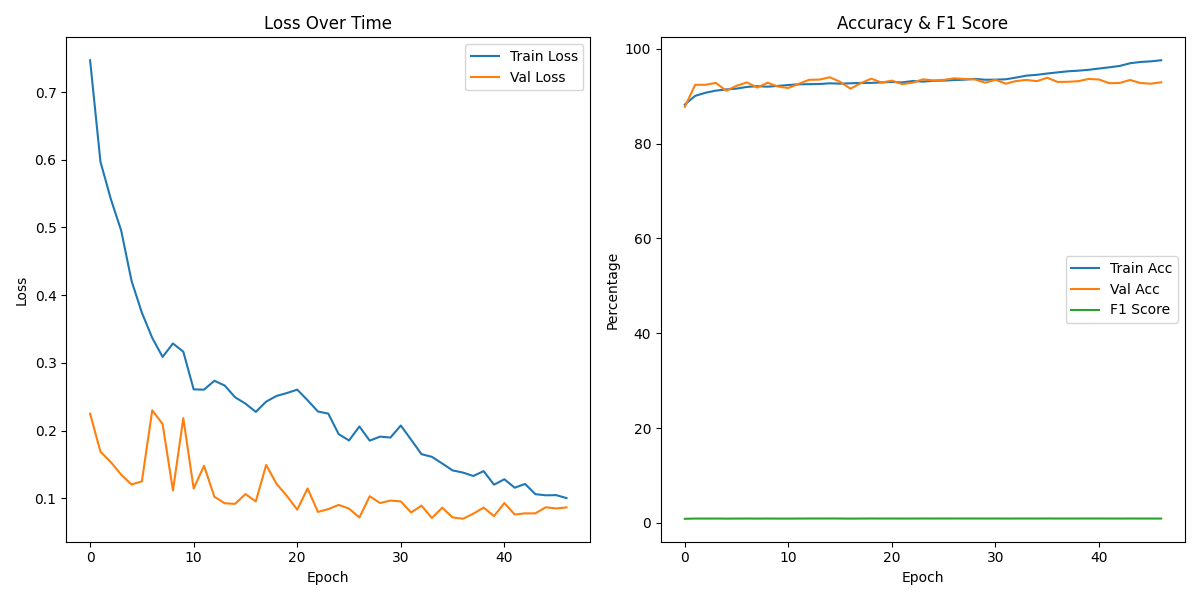 Loss Over Time
Train Loss
Val Loss
0.7
0.6
0.5
0.4
0.3
0.2
0.1
Loss
0 10 20 30 40
Epoch
Accuracy & F1 Score
100
80
60
40
20
0
Percentage
Train Acc
Val Acc
F1 Score
0 10 20 30 40
Epoch